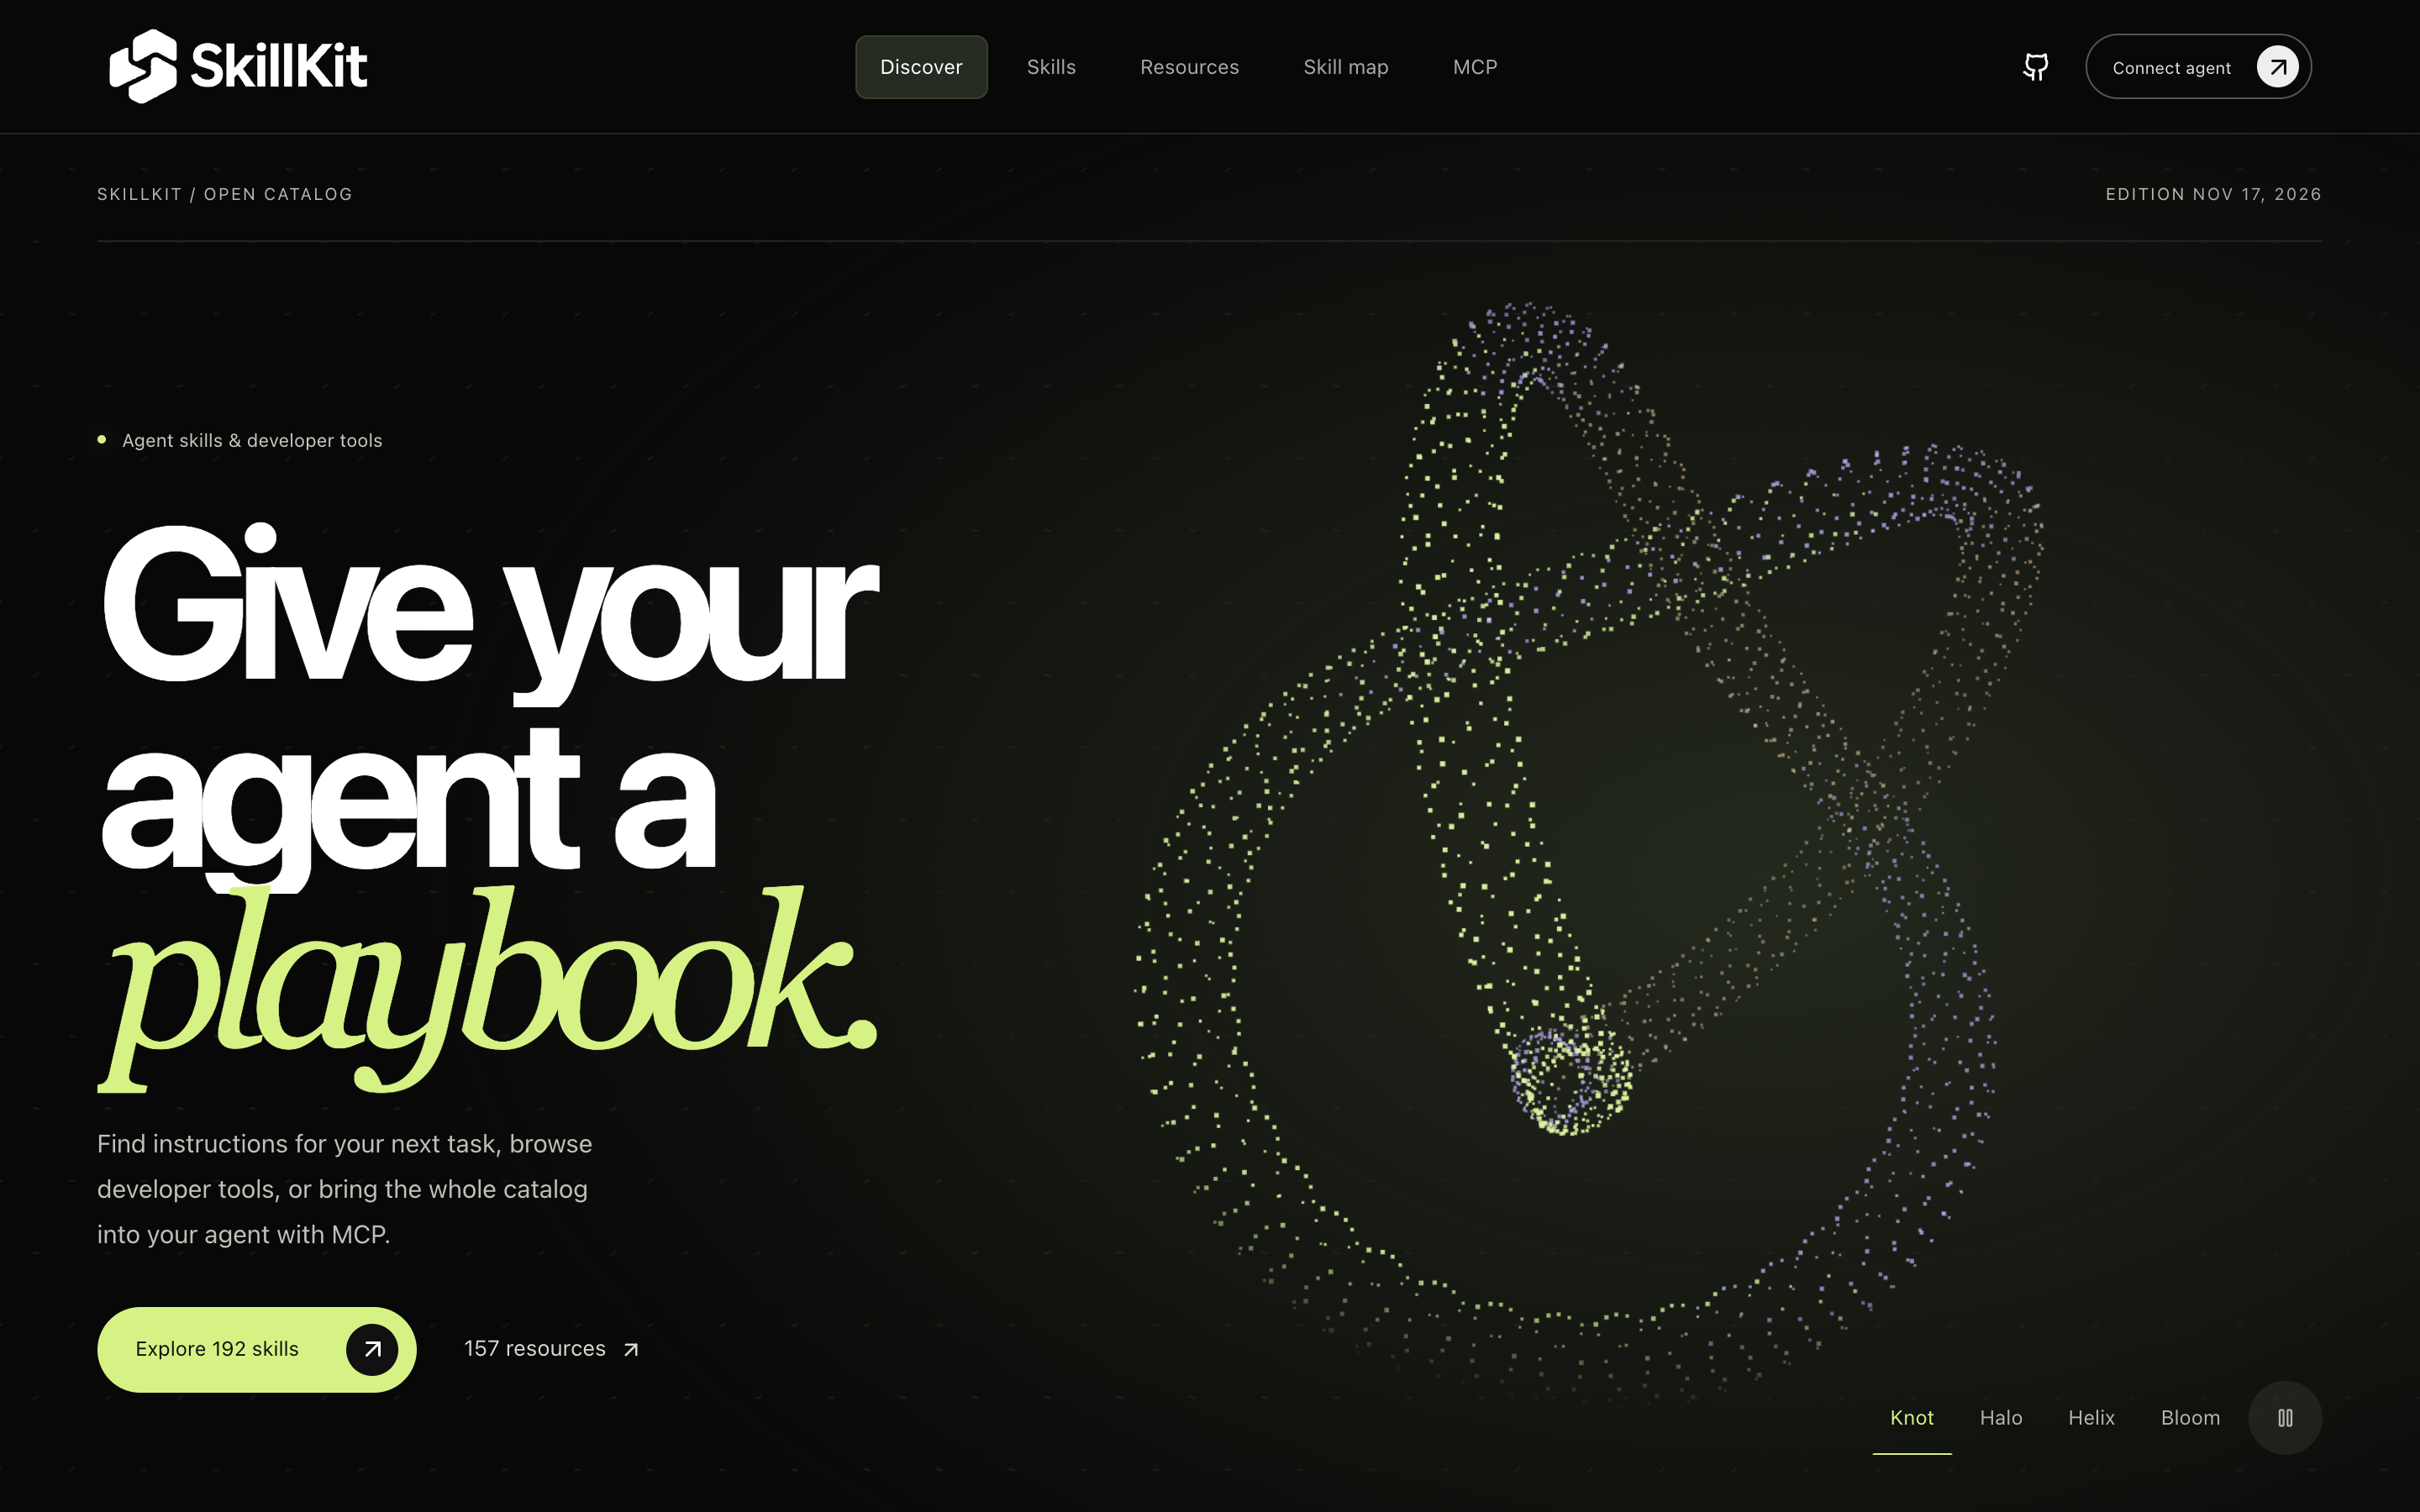 SkillKit
Discover
Skills
Resources
Skill map
MCP
Connect agent
SKILLKIT / OPEN CATALOG
EDITION NOV 17, 2026
Agent skills & developer tools
Give your
agent a
playbook.
Find instructions for your next task, browse
developer tools, or bring the whole catalog
into your agent with MCP.
Explore 192 skills
157 resources
Knot
Halo
Helix
Bloom